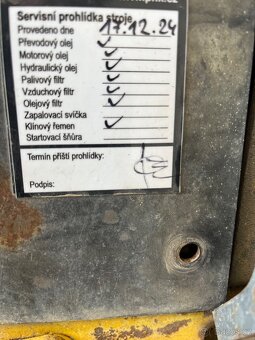 Servisní prohlídka stroje
Provedeno dne 17.12.24
Převodový olej ✓
Motorový olej ✓
Hydraulický olej ✓
Palivový filtr ✓
Vzduchový filtr ✓
Olejový filtr ✓
Zapalovací svíčka
Klínový řemen ✓
Startovací šňůra
Termín příští prohlídky:
Podpis: